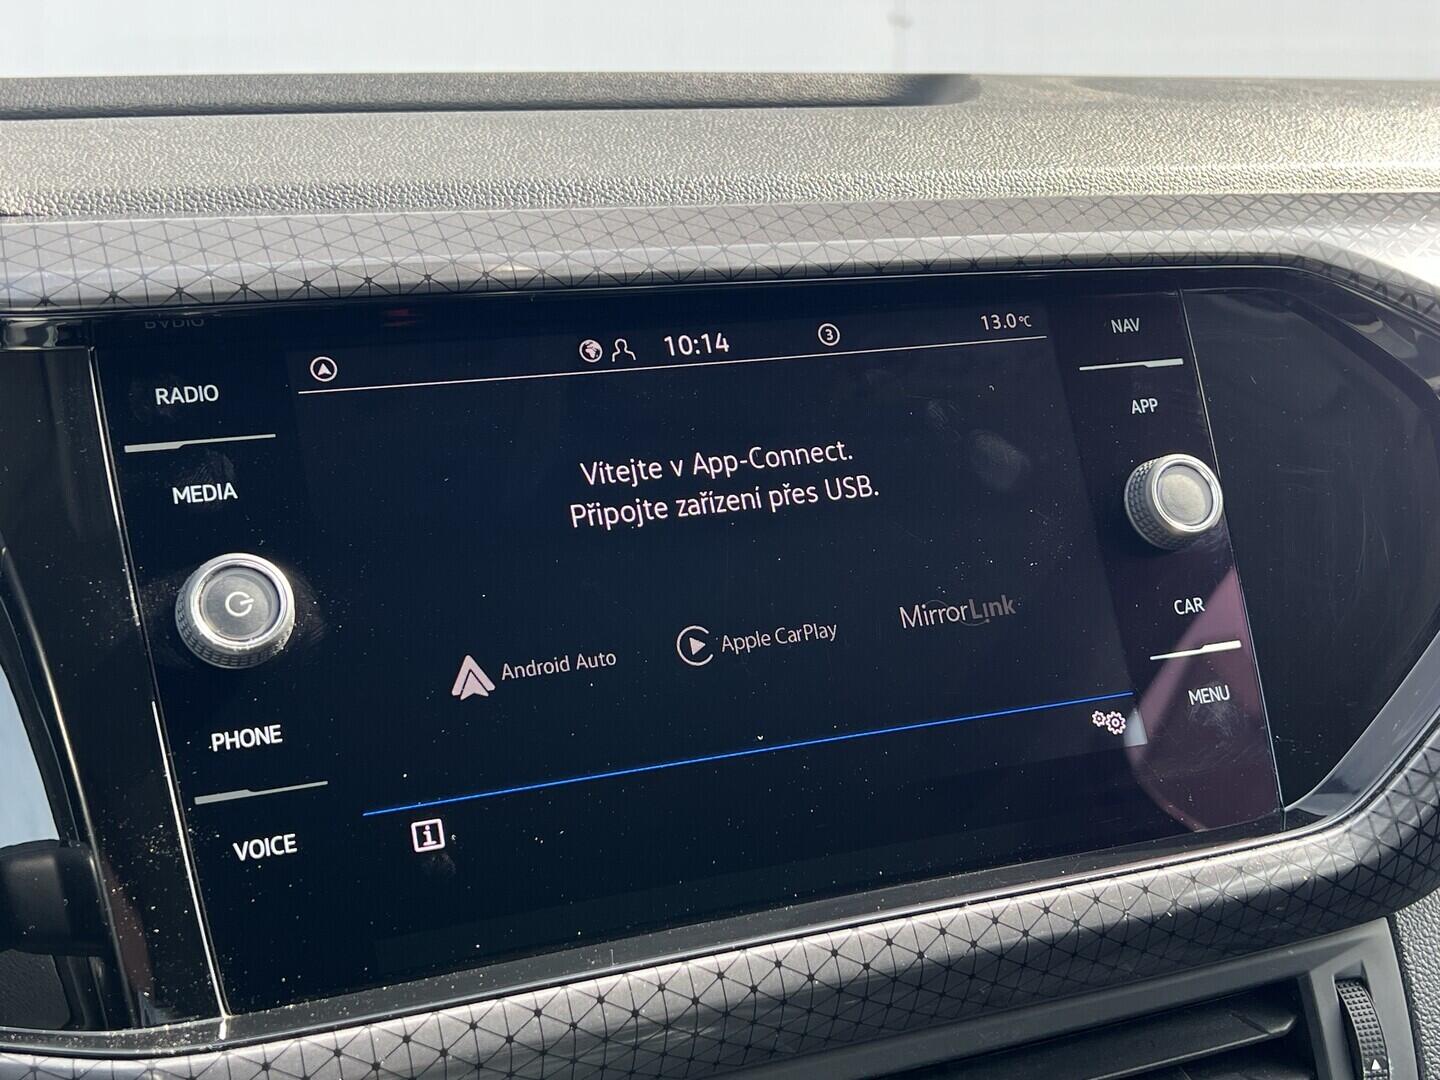 10:14
3
13.0°C
RADIO
MEDIA
PHONE
VOICE
Vítejte v App-Connect.
Připojte zařízení přes USB.
Android Auto
Apple CarPlay
MirrorLink
i
NAV
APP
CAR
MENU